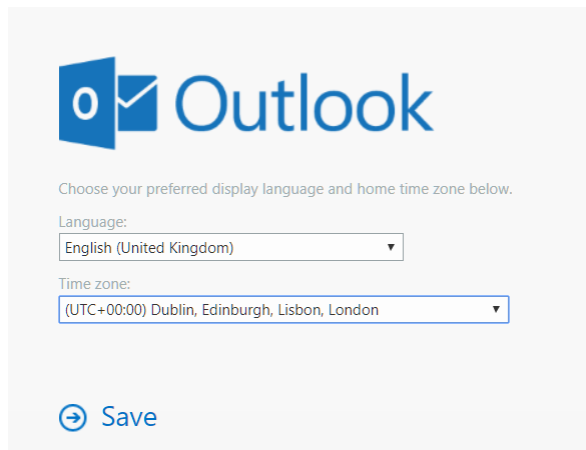 Outlook
Choose your preferred display language and home time zone below.
Language:
English (United Kingdom)
Time zone:
(UTC+00:00) Dublin, Edinburgh, Lisbon, London
Save